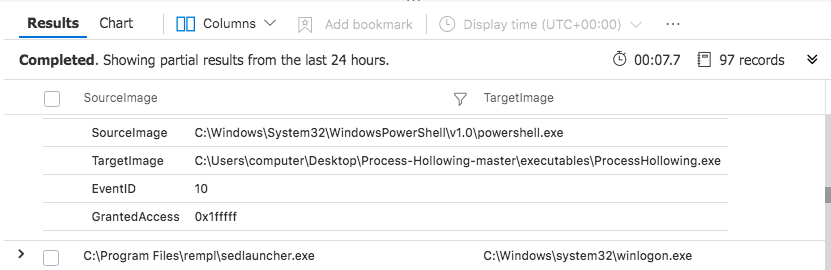 Results Chart Columns Add bookmark Display time (UTC+00:00) ...
Completed. Showing partial results from the last 24 hours. 00:07.7 97 records
SourceImage TargetImage
SourceImage C:\Windows\System32\WindowsPowerShell\v1.0\powershell.exe
TargetImage C:\Users\computer\Desktop\Process-Hollowing-master\executables\ProcessHollowing.exe
EventID 10
GrantedAccess 0x1fffff
C:\Program Files\rempl\sedlauncher.exe C:\Windows\system32\winlogon.exe